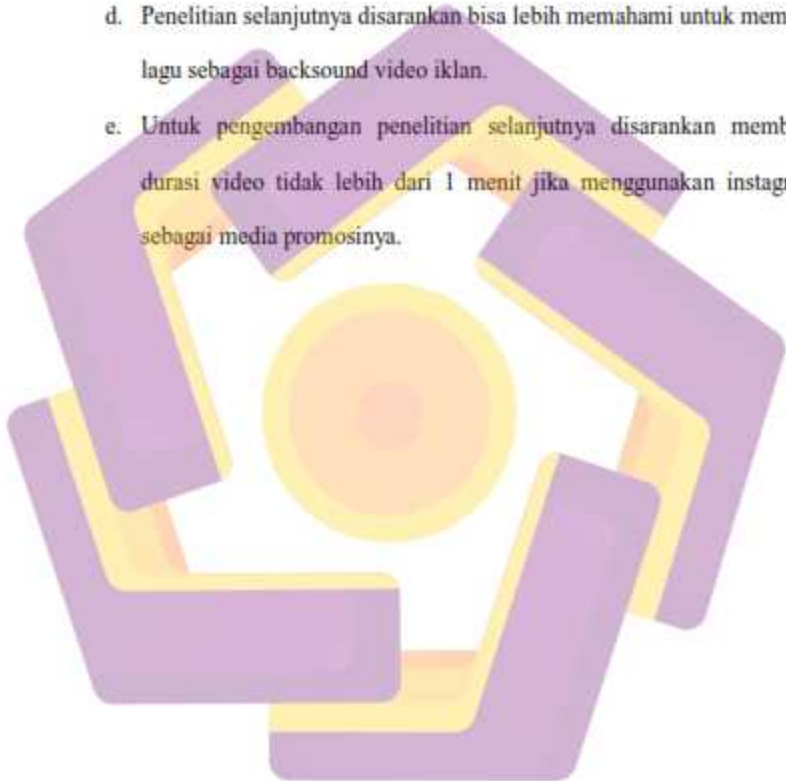 d. Penelitian selanjutnya disarankan bisa lebih memahami untuk mem
lagu sebagai backsound video iklan.
e. Untuk pengembangan penelitian selanjutnya disarankan memb
durasi video tidak lebih dari 1 menit jika menggunakan instagr
sebagai media promosinya.